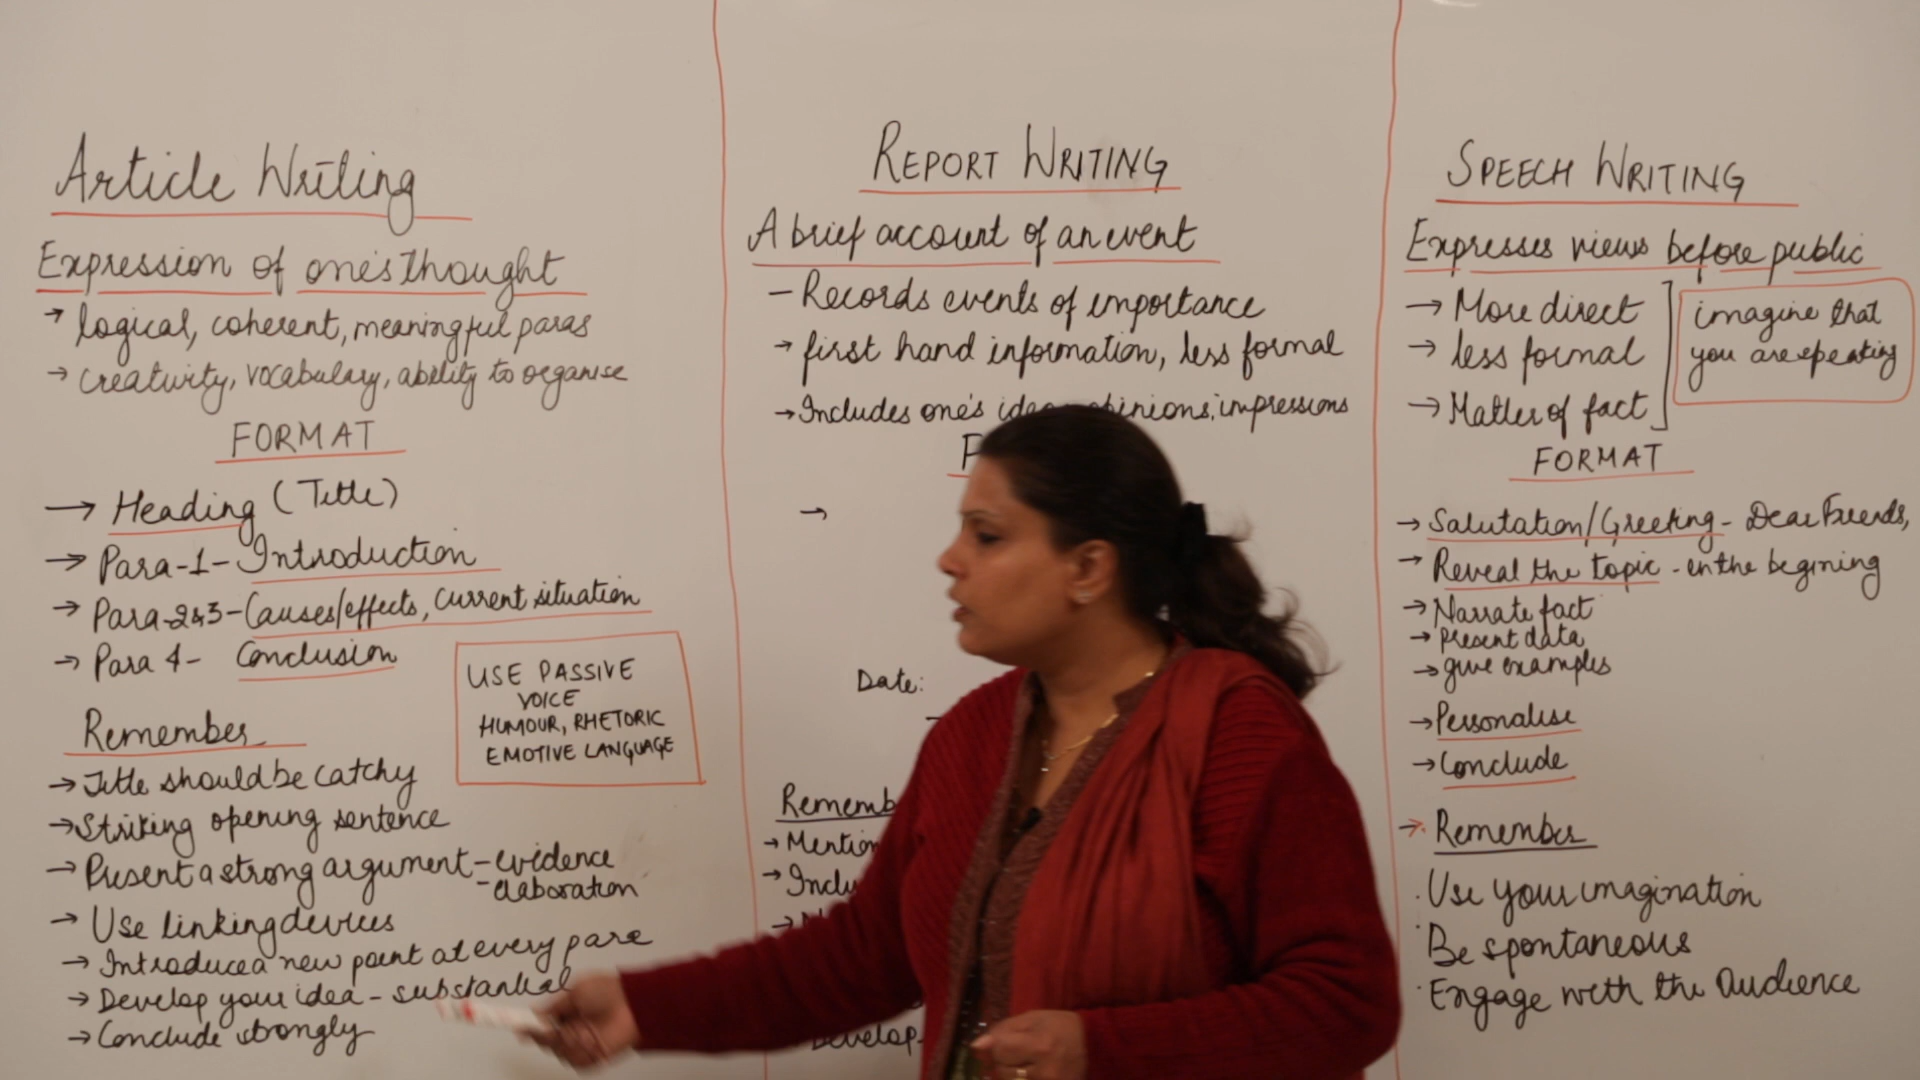 Article Writing
Expression of one's thought
→ logical, coherent, meaningful paras
→ creativity, vocabulary, ability to organise
FORMAT
→ Heading (Title)
→ Para-1- Introduction
→ Para-2&3- Causes/effects, current situation
→ Para 4- Conclusion
USE PASSIVE
VOICE
HUMOUR, RHETORIC
EMOTIVE LANGUAGE
Remember
→ Title should be catchy
→ Striking opening sentence
→ Present a strong argument - evidence
- elaboration
→ Use linking devices
→ Introduce a new point at every para
→ Develop your idea - substantial
→ Conclude strongly
REPORT WRITING
A brief account of an event
- Records events of importance
→ first hand information, less formal
→ Includes one's opinions, impressions
→
Date:
→ Mention
Develop
SPEECH WRITING
Expresses views before public
→ More direct
→ less formal
→ Matter of fact
imagine that
you are speaking
FORMAT
→ Salutation/Greeting - Dear Friends,
→ Reveal the topic - in the begining
→ Narrate fact
→ present data
→ give examples
→ Personalise
→ Conclude
→ Remember
· Use your imagination
· Be spontaneous
· Engage with the Audience